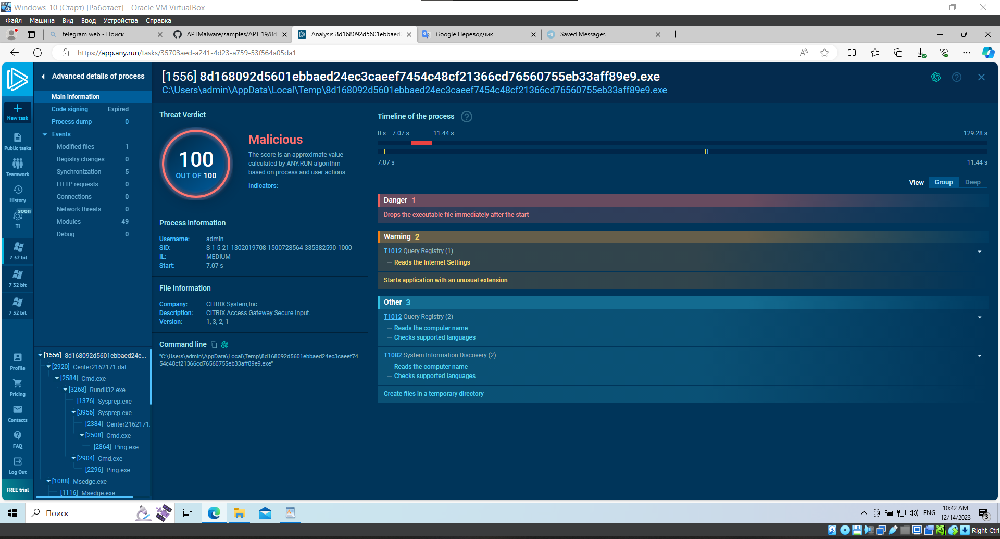 Windows_10 (Старт) [Работает] - Oracle VM VirtualBox
Файл Машина Вид Ввод Устройства Справка
telegram web - Поиск
APTMalware/samples/APT 19/8d
Analysis 8d168092d5601ebbaed2
Google Переводчик
Saved Messages
https://app.any.run/tasks/35703aed-a241-4d23-a759-53f564a05da1
New task
Public tasks
Teamwork
History
soon
TI
7 32 bit
7 32 bit
7 32 bit
Profile
Pricing
Contacts
FAQ
Log Out
FREE trial
Advanced details of process
Main information
Code signing Expired
Process dump 0
Events
Modified files 1
Registry changes 0
Synchronization 5
HTTP requests 0
Connections 0
Network threats 0
Modules 49
Debug 0
[1556] 8d168092d5601ebbaed24e...
[2920] Center2162171.dat
[2584] Cmd.exe
[3268] Rundll32.exe
[1376] Sysprep.exe
[3956] Sysprep.exe
[2384] Center2162171.
[2508] Cmd.exe
[2864] Ping.exe
[2904] Cmd.exe
[2296] Ping.exe
[1088] Msedge.exe
[1116] Msedge.exe
[1556] 8d168092d5601ebbaed24ec3caeef7454c48cf21366cd76560755eb33aff89e9.exe
C:\Users\admin\AppData\Local\Temp\8d168092d5601ebbaed24ec3caeef7454c48cf21366cd76560755eb33aff89e9.exe
Threat Verdict
100
OUT OF 100
Malicious
The score is an approximate value
calculated by ANY.RUN algorithm
based on process and user actions
Indicators:
Process information
Username: admin
SID: S-1-5-21-1302019708-1500728564-335382590-1000
IL: MEDIUM
Start: 7.07 s
File information
Company: CITRIX System,Inc
Description: CITRIX Access Gateway Secure Input.
Version: 1, 3, 2, 1
Command line
"C:\Users\admin\AppData\Local\Temp\8d168092d5601ebbaed24ec3caeef74
54c48cf21366cd76560755eb33aff89e9.exe"
Timeline of the process
0 s 7.07 s 11.44 s 129.28 s
7.07 s 11.44 s
View Group Deep
Danger 1
Drops the executable file immediately after the start
Warning 2
T1012 Query Registry (1)
Reads the Internet Settings
Starts application with an unusual extension
Other 3
T1012 Query Registry (2)
Reads the computer name
Checks supported languages
T1082 System Information Discovery (2)
Reads the computer name
Checks supported languages
Create files in a temporary directory
Поиск
ENG
10:42 AM
12/14/2023
3
Right Ctrl